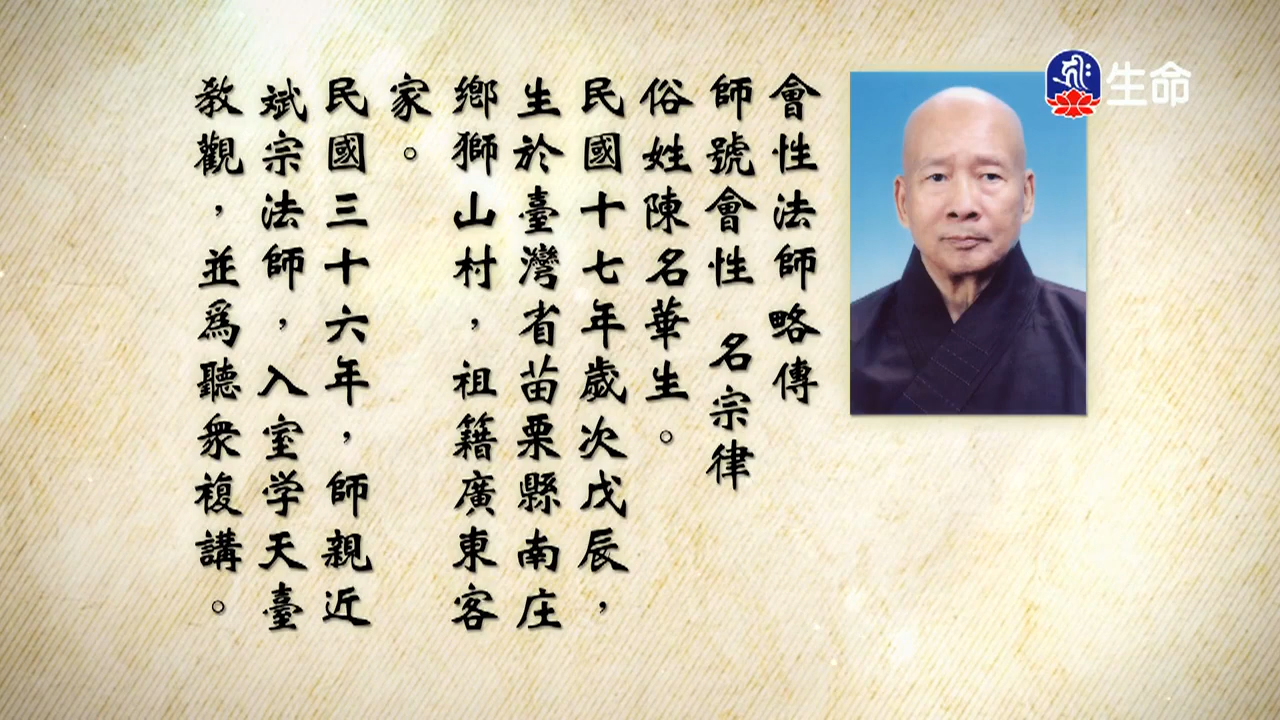 生命
會性法師略傳
師號會性 名宗律
俗姓陳名華生。
民國十七年歲次戊辰，
生於臺灣省苗栗縣南庄
鄉獅山村，祖籍廣東客
家。
民國三十六年，師親近
斌宗法師，入室学天臺
教觀，並為聽眾複講。